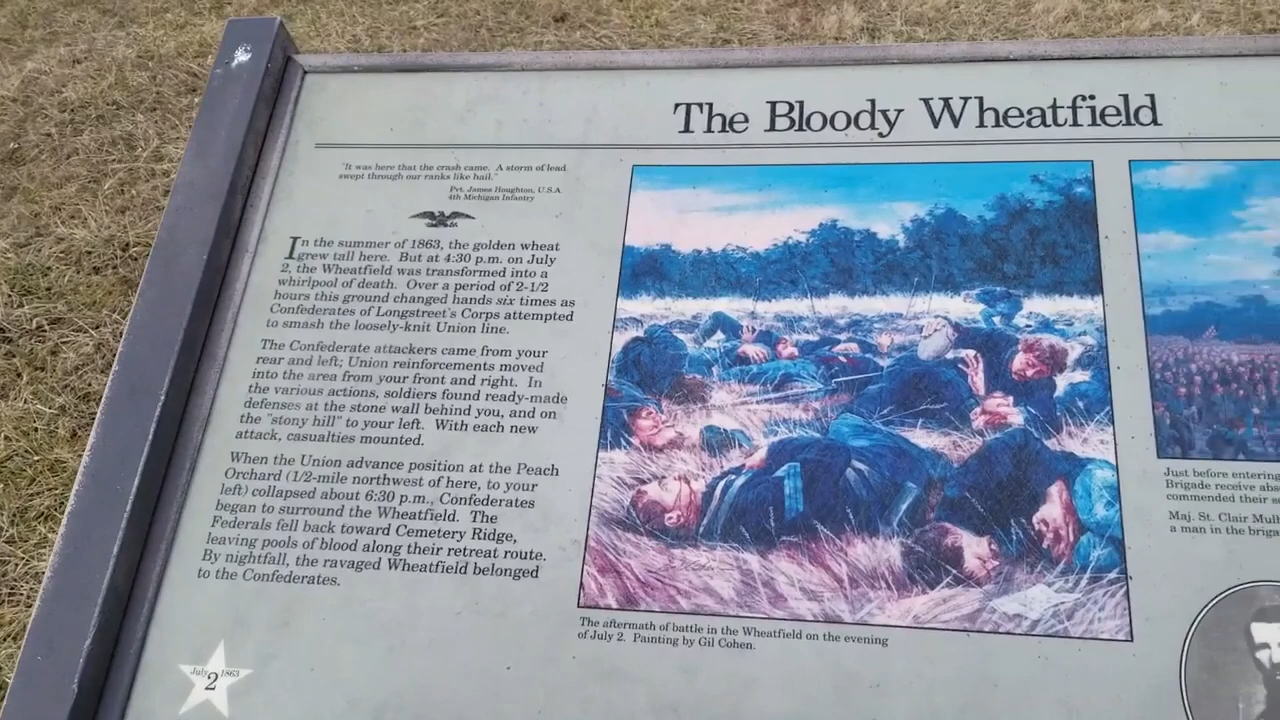 The Bloody Wheatfield
"It was here that the crash came. A storm of lead
swept through our ranks like hail."
Pvt. James Houghton, U.S.A.
4th Michigan Infantry
In the summer of 1863, the golden wheat
grew tall here. But at 4:30 p.m. on July
2, the Wheatfield was transformed into a
whirlpool of death. Over a period of 2-1/2
hours this ground changed hands six times as
Confederates of Longstreet's Corps attempted
to smash the loosely-knit Union line.
The Confederate attackers came from your
rear and left; Union reinforcements moved
into the area from your front and right. In
the various actions, soldiers found ready-made
defenses at the stone wall behind you, and on
the "stony hill" to your left. With each new
attack, casualties mounted.
When the Union advance position at the Peach
Orchard (1/2-mile northwest of here, to your
left) collapsed about 6:30 p.m., Confederates
began to surround the Wheatfield. The
Federals fell back toward Cemetery Ridge,
leaving pools of blood along their retreat route.
By nightfall, the ravaged Wheatfield belonged
to the Confederates.
July 2 1863
The aftermath of battle in the Wheatfield on the evening
of July 2. Painting by Gil Cohen.
Just before entering
Brigade receive abs
commended their s
Maj. St. Clair Mulh
a man in the briga